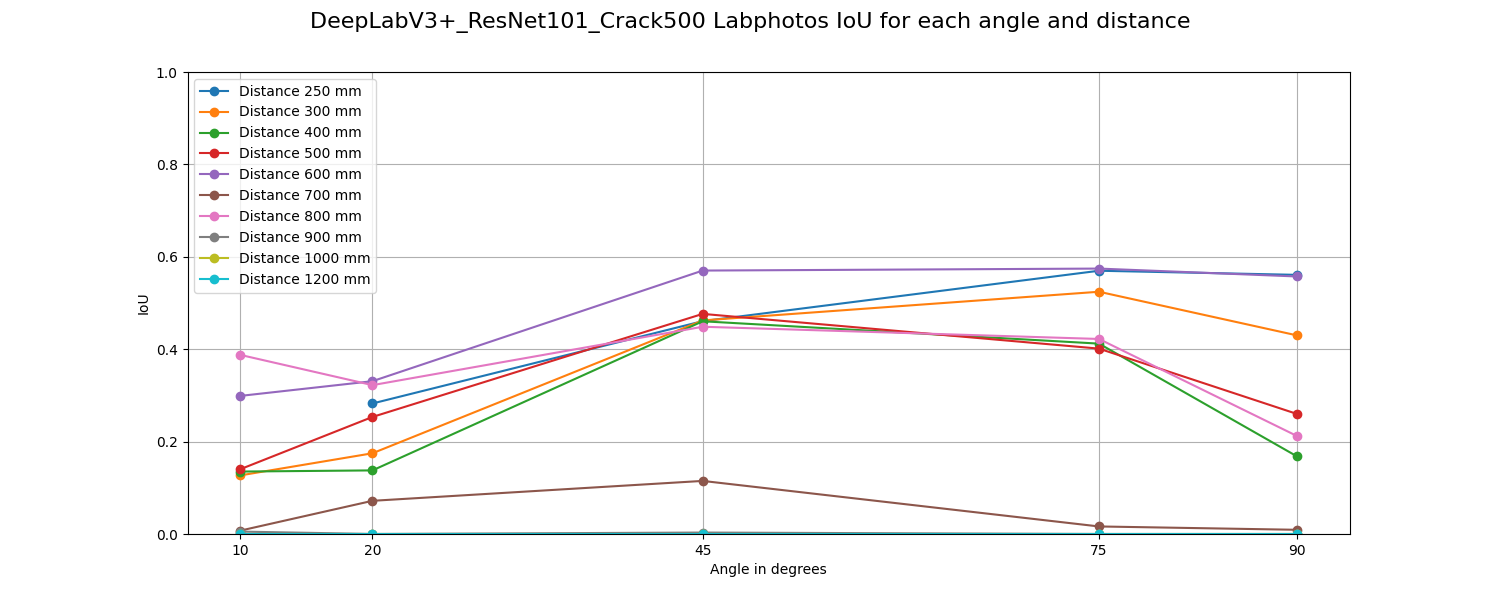 DeepLabV3+_ResNet101_Crack500 Labphotos IoU for each angle and distance
1.0
0.8
0.6
0.4
0.2
0.0
IoU
Distance 250 mm
Distance 300 mm
Distance 400 mm
Distance 500 mm
Distance 600 mm
Distance 700 mm
Distance 800 mm
Distance 900 mm
Distance 1000 mm
Distance 1200 mm
10 20 45 75 90
Angle in degrees